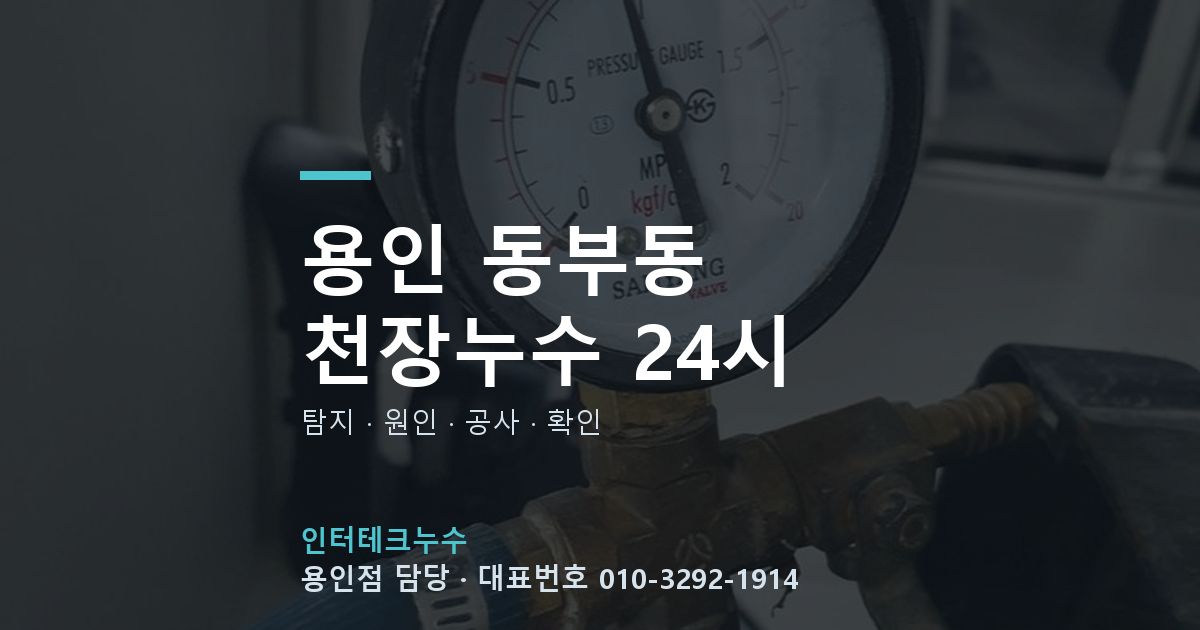 PRESSURE GAUGE
0.5
1.5
MP
2
kgf/c
0
20
용인 동부동
VALVE
천장누수 24시
탐지 · 원인 · 공사 · 확인
인터테크누수
용인점 담당 · 대표번호 010-3292-1914